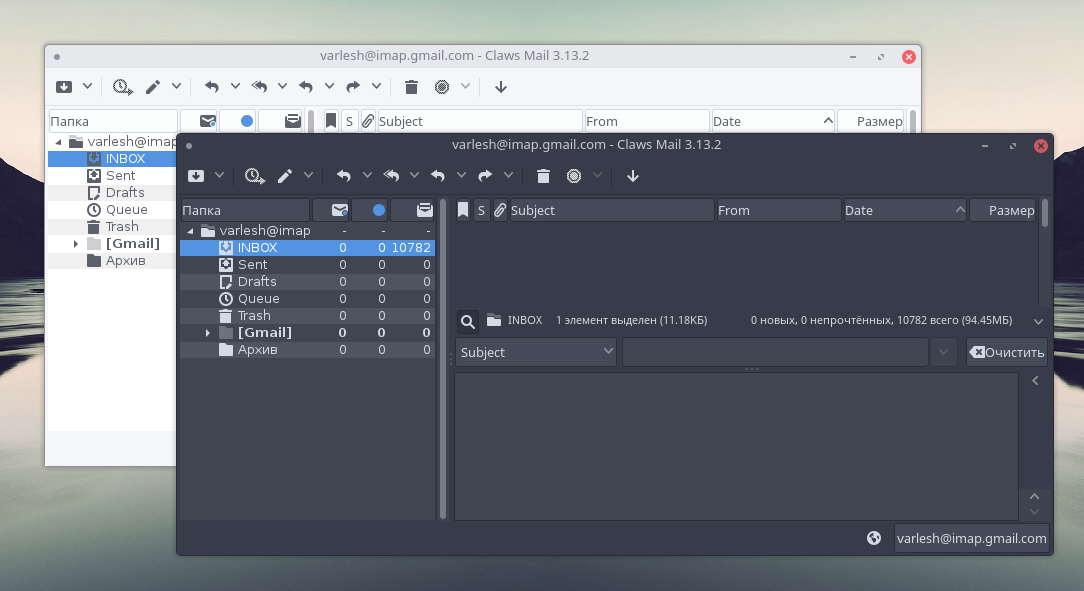 varlesh@imap.gmail.com - Claws Mail 3.13.2
Папка S Subject From Date Размер
varlesh@imap
INBOX
Sent
Drafts
Queue
Trash
[Gmail]
Архив
varlesh@imap.gmail.com - Claws Mail 3.13.2
Папка S Subject From Date Размер
varlesh@imap - - -
INBOX 0 0 10782
Sent 0 0 0
Drafts 0 0 0
Queue 0 0 0
Trash 0 0 0
[Gmail] 0 0 0
Архив 0 0 0
INBOX 1 элемент выделен (11.18КБ) 0 новых, 0 непрочтённых, 10782 всего (94.45МБ)
Subject Очистить
varlesh@imap.gmail.com